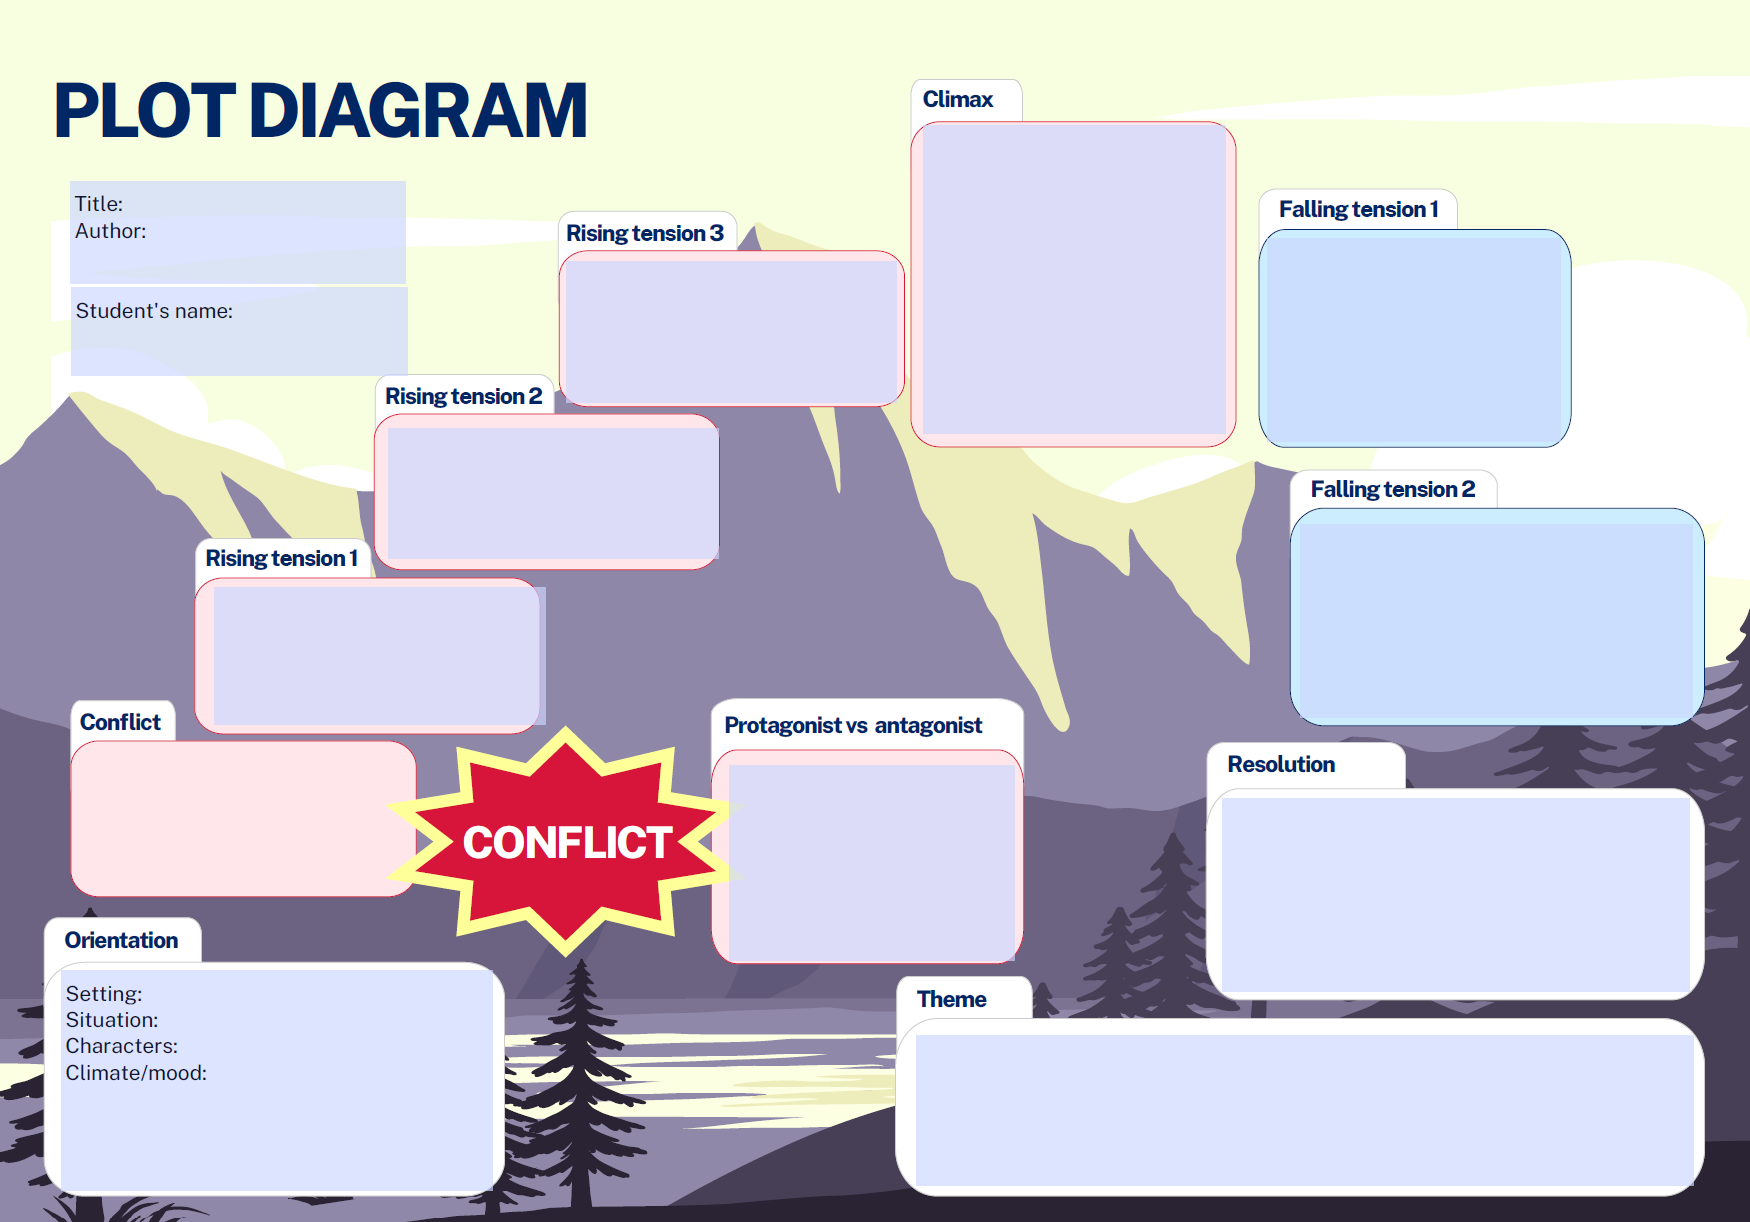 PLOT DIAGRAM
Title:
Author:
Student's name:
Climax
Falling tension 1
Rising tension 3
Rising tension 2
Falling tension 2
Rising tension 1
Conflict
CONFLICT
Protagonist vs antagonist
Resolution
Orientation
Setting:
Situation:
Characters:
Climate/mood:
Theme